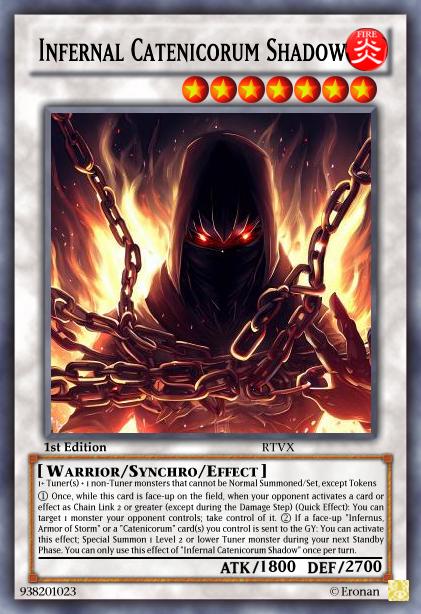 INFERNAL CATENICORUM SHADOW
FIRE
炎
1st Edition
RTVX
[ WARRIOR/SYNCHRO/EFFECT ]
1+ Tuner(s) + 1 non-Tuner monsters that cannot be Normal Summoned/Set, except Tokens
① Once, while this card is face-up on the field, when your opponent activates a card or
effect as Chain Link 2 or greater (except during the Damage Step) (Quick Effect): You can
target 1 monster your opponent controls; take control of it. ② If a face-up "Infernus,
Armor of Storm" or a "Catenicorum" card(s) you control is sent to the GY: You can activate
this effect; Special Summon 1 Level 2 or lower Tuner monster during your next Standby
Phase. You can only use this effect of "Infernal Catenicorum Shadow" once per turn.
ATK/1800 DEF/2700
938201023
© Eronan